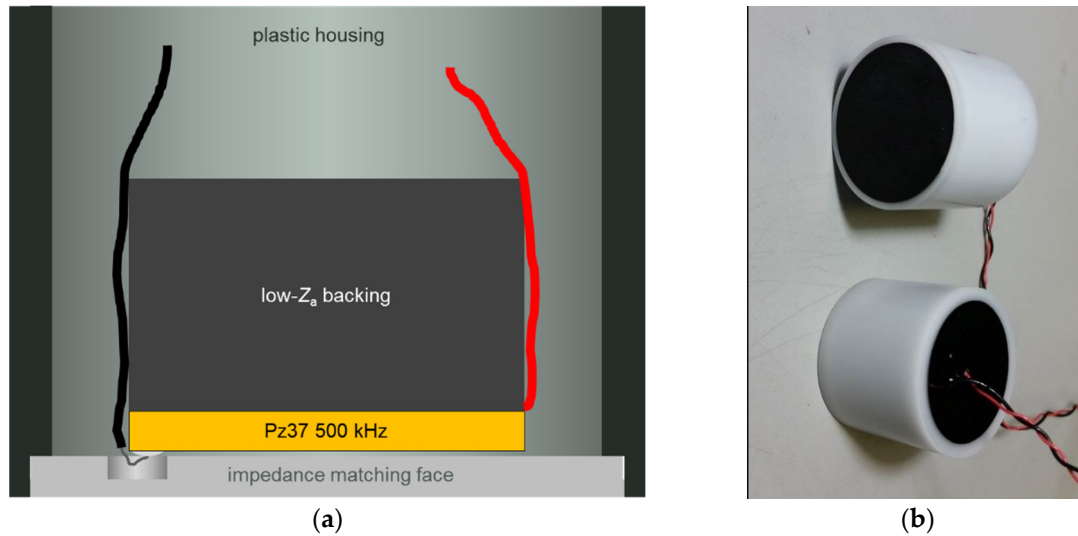 plastic housing
low-Za backing
Pz37 500 kHz
impedance matching face
(a)
(b)